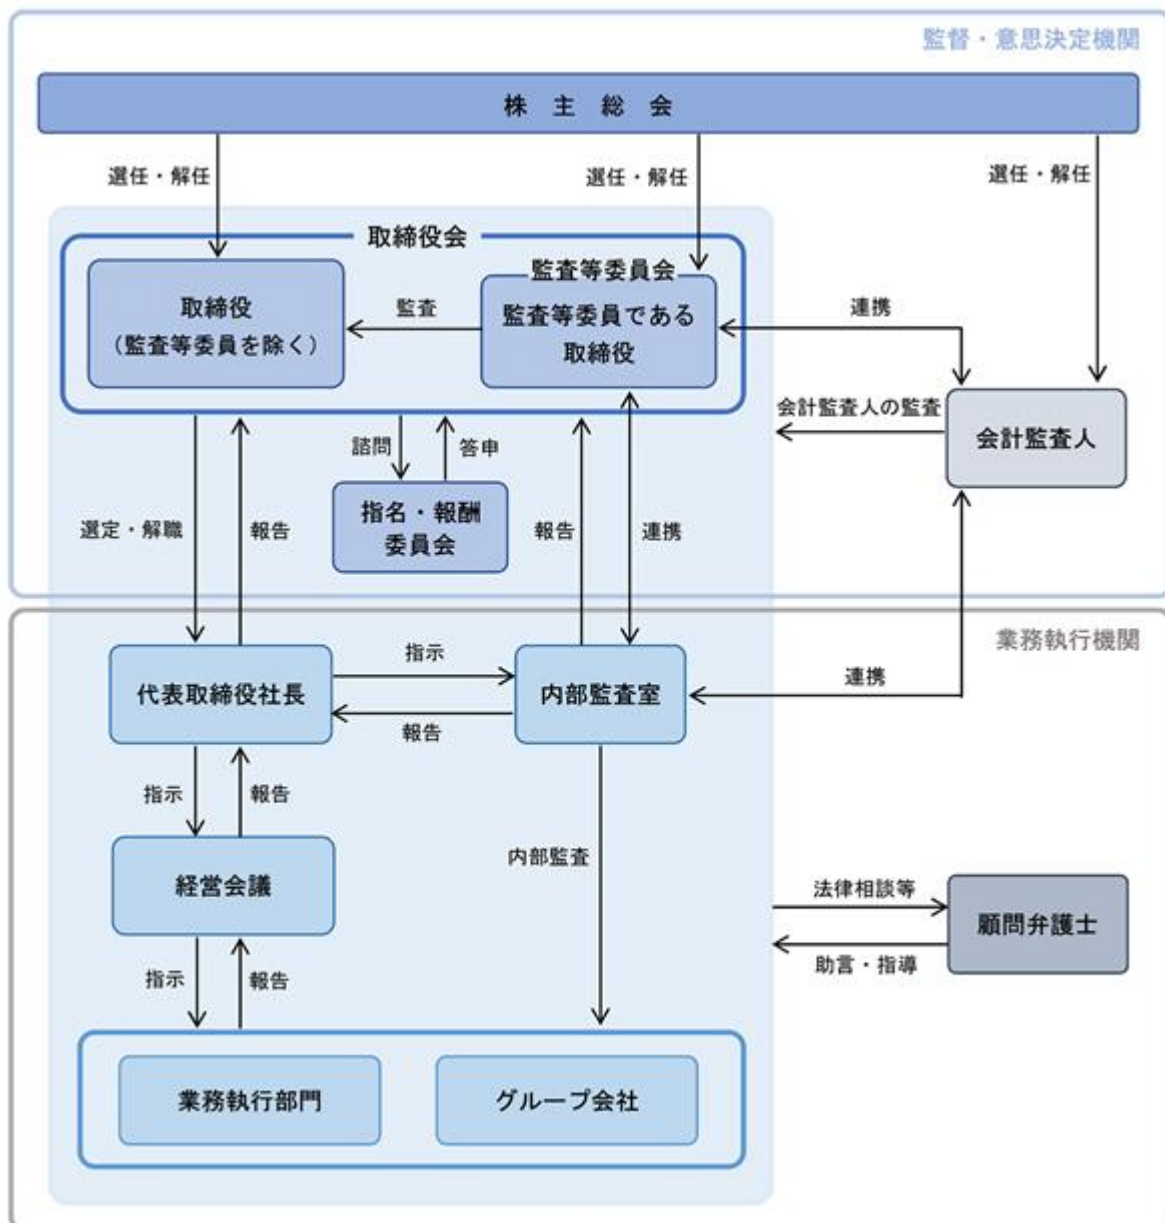 監督・意思決定機関
株 主 総 会
選任・解任
選任・解任
選任・解任
取締役会
監査等委員会
取締役
（監査等委員を除く）
監査
監査等委員である
取締役
連携
会計監査人の監査
会計監査人
諮問
答申
指名・報酬
委員会
選定・解職
報告
報告
連携
業務執行機関
代表取締役社長
指示
報告
内部監査室
連携
指示
報告
経営会議
内部監査
法律相談等
助言・指導
顧問弁護士
指示
報告
業務執行部門
グループ会社